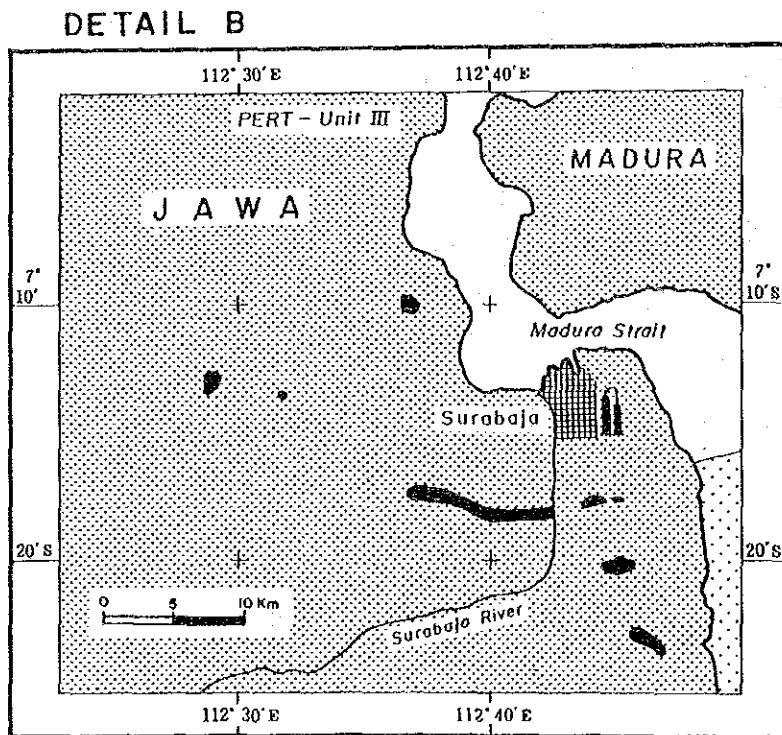 DETAIL B
112° 30' E
112° 40' E
PERT - Unit III
MADURA
JAWA
7°
10'
7°
10' S
Madura Strait
Surabaja
20' S
20' S
0 5 10 Km
Surabaja River
112° 30' E
112° 40' E